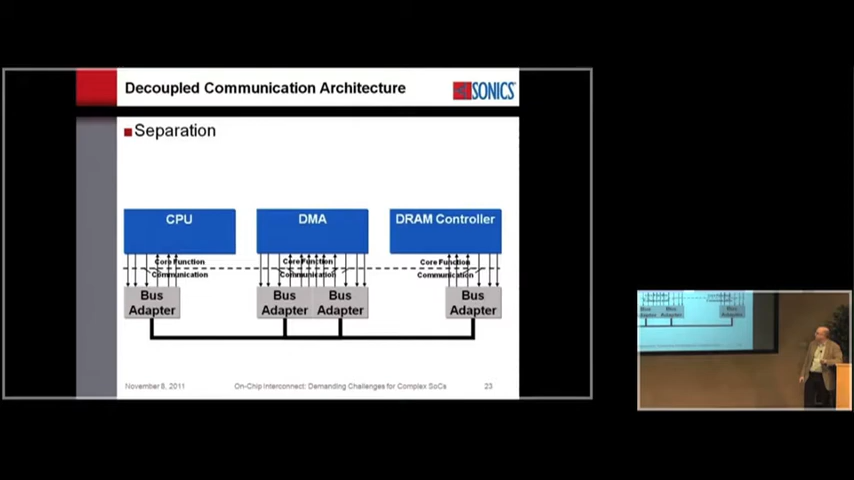 Decoupled Communication Architecture
SONICS
Separation
CPU
DMA
DRAM Controller
Core Function
Core Function
Core Function
Communication
Communication
Communication
Bus
Adapter
Bus
Adapter
Bus
Adapter
Bus
Adapter
November 8, 2011
On-Chip Interconnect: Demanding Challenges for Complex SoCs
23